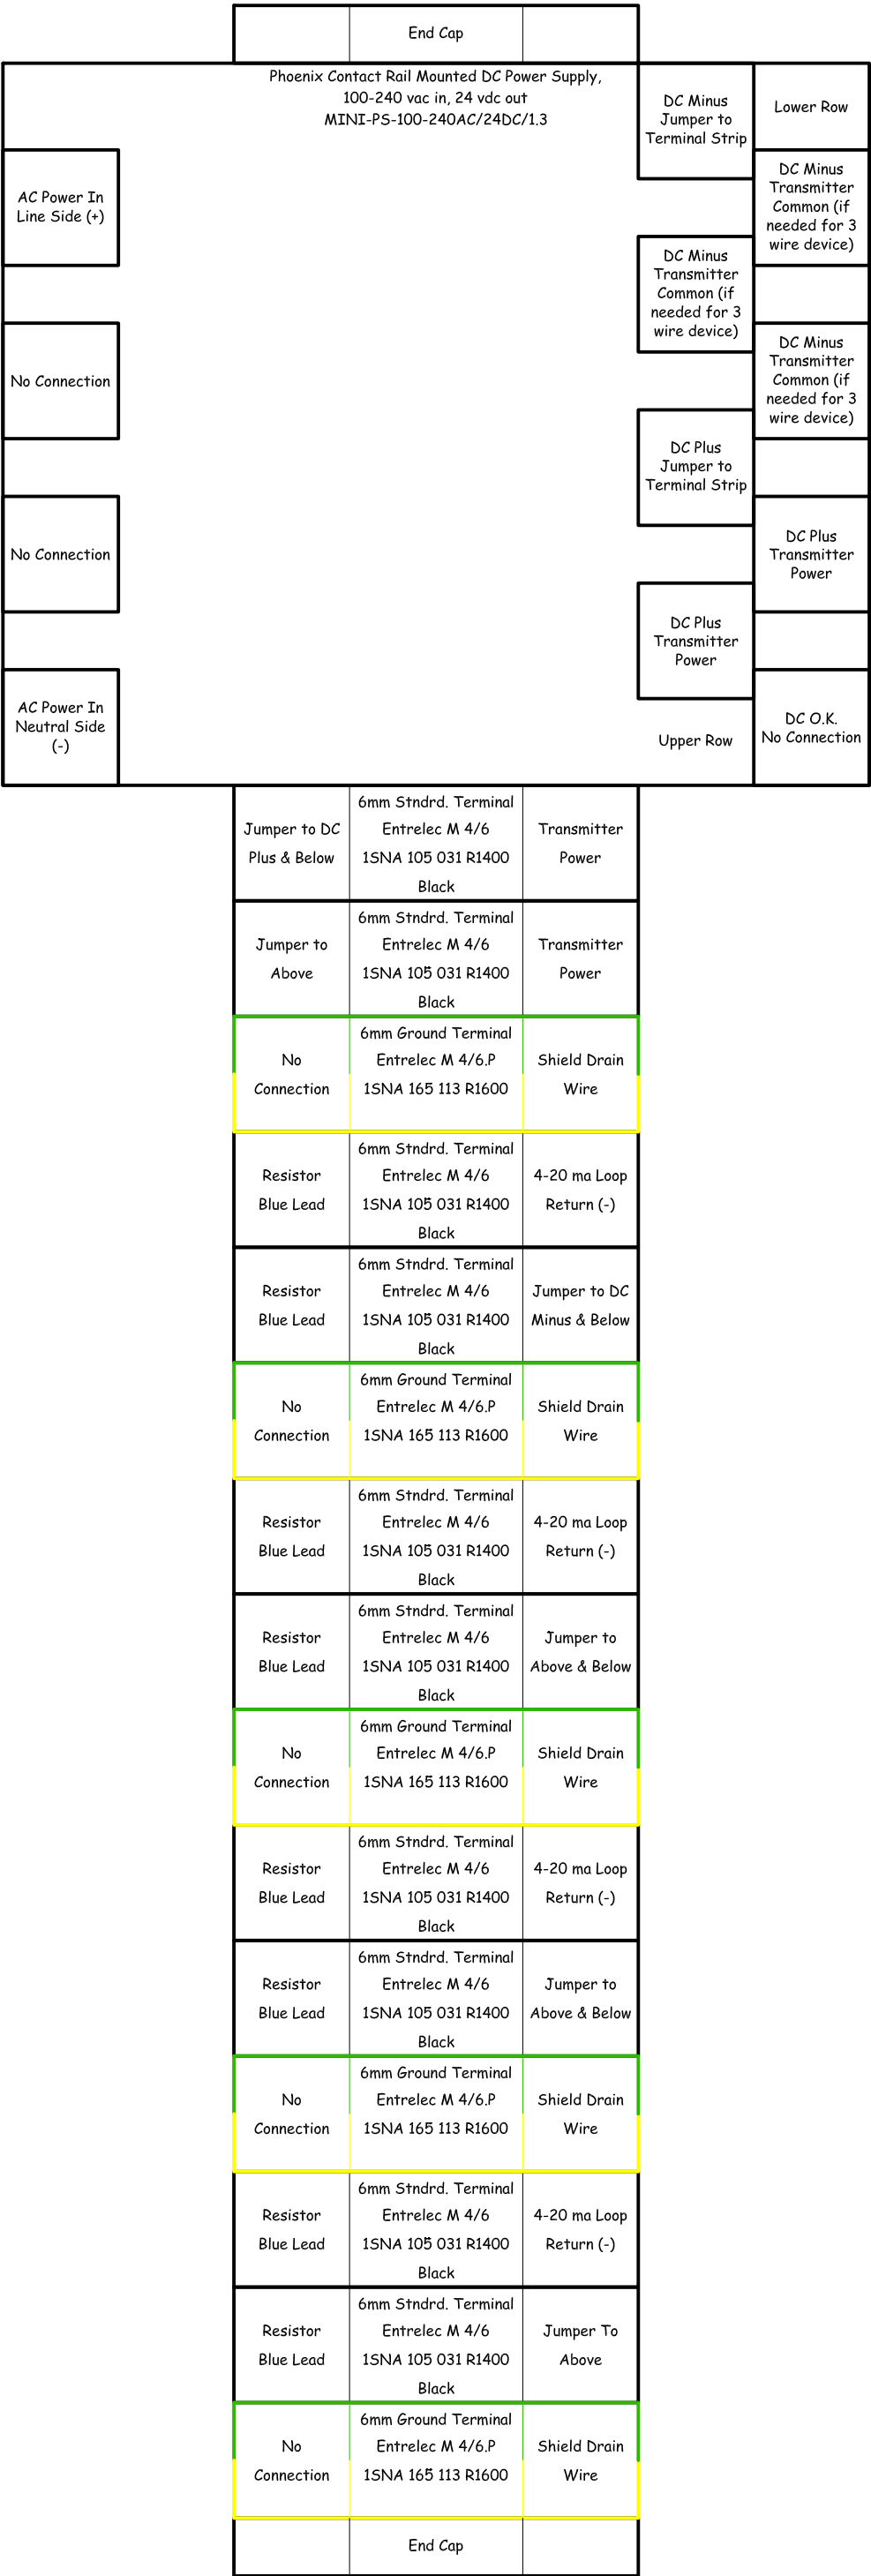 End Cap
Phoenix Contact Rail Mounted DC Power Supply,
100-240 vac in, 24 vdc out
MINI-PS-100-240AC/24DC/1.3
DC Minus
Jumper to
Terminal Strip
Lower Row
AC Power In
Line Side (+)
DC Minus
Transmitter
Common (if
needed for 3
wire device)
DC Minus
Transmitter
Common (if
needed for 3
wire device)
No Connection
DC Minus
Transmitter
Common (if
needed for 3
wire device)
DC Plus
Jumper to
Terminal Strip
No Connection
DC Plus
Transmitter
Power
DC Plus
Transmitter
Power
AC Power In
Neutral Side
(-)
Upper Row
DC O.K.
No Connection
Jumper to DC
Plus & Below
6mm Stndrd. Terminal
Entrelec M 4/6
1SNA 105 031 R1400
Black
Transmitter
Power
Jumper to
Above
6mm Stndrd. Terminal
Entrelec M 4/6
1SNA 105 031 R1400
Black
Transmitter
Power
No
Connection
6mm Ground Terminal
Entrelec M 4/6.P
1SNA 165 113 R1600
Shield Drain
Wire
Resistor
Blue Lead
6mm Stndrd. Terminal
Entrelec M 4/6
1SNA 105 031 R1400
Black
4-20 ma Loop
Return (-)
Resistor
Blue Lead
6mm Stndrd. Terminal
Entrelec M 4/6
1SNA 105 031 R1400
Black
Jumper to DC
Minus & Below
No
Connection
6mm Ground Terminal
Entrelec M 4/6.P
1SNA 165 113 R1600
Shield Drain
Wire
Resistor
Blue Lead
6mm Stndrd. Terminal
Entrelec M 4/6
1SNA 105 031 R1400
Black
4-20 ma Loop
Return (-)
Resistor
Blue Lead
6mm Stndrd. Terminal
Entrelec M 4/6
1SNA 105 031 R1400
Black
Jumper to
Above & Below
No
Connection
6mm Ground Terminal
Entrelec M 4/6.P
1SNA 165 113 R1600
Shield Drain
Wire
Resistor
Blue Lead
6mm Stndrd. Terminal
Entrelec M 4/6
1SNA 105 031 R1400
Black
4-20 ma Loop
Return (-)
Resistor
Blue Lead
6mm Stndrd. Terminal
Entrelec M 4/6
1SNA 105 031 R1400
Black
Jumper to
Above & Below
No
Connection
6mm Ground Terminal
Entrelec M 4/6.P
1SNA 165 113 R1600
Shield Drain
Wire
Resistor
Blue Lead
6mm Stndrd. Terminal
Entrelec M 4/6
1SNA 105 031 R1400
Black
4-20 ma Loop
Return (-)
Resistor
Blue Lead
6mm Stndrd. Terminal
Entrelec M 4/6
1SNA 105 031 R1400
Black
Jumper To
Above
No
Connection
6mm Ground Terminal
Entrelec M 4/6.P
1SNA 165 113 R1600
Shield Drain
Wire
End Cap